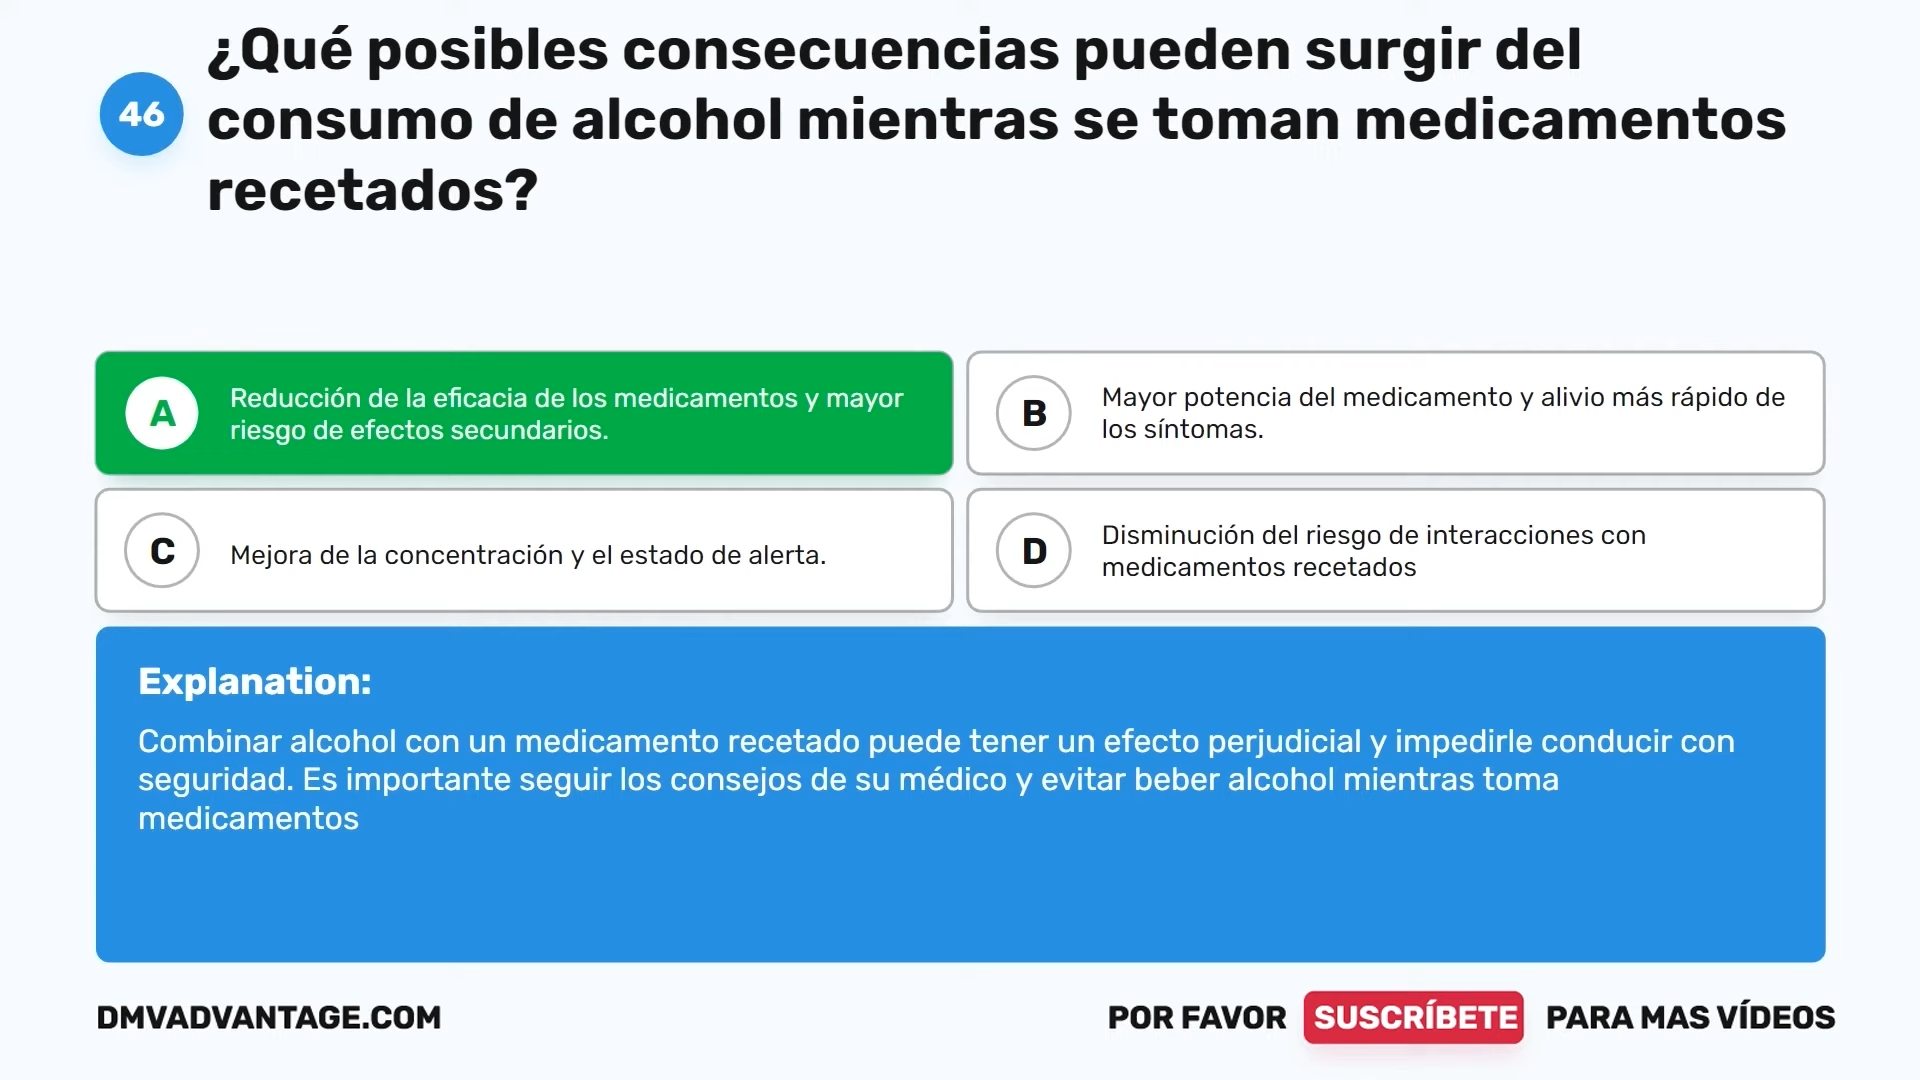 46
¿Qué posibles consecuencias pueden surgir del
consumo de alcohol mientras se toman medicamentos
recetados?
A
Reducción de la eficacia de los medicamentos y mayor
riesgo de efectos secundarios.
B
Mayor potencia del medicamento y alivio más rápido de
los síntomas.
C
Mejora de la concentración y el estado de alerta.
D
Disminución del riesgo de interacciones con
medicamentos recetados
Explanation:
Combinar alcohol con un medicamento recetado puede tener un efecto perjudicial y impedirle conducir con
seguridad. Es importante seguir los consejos de su médico y evitar beber alcohol mientras toma
medicamentos
DMVADVANTAGE.COM
POR FAVOR SUSCRÍBETE PARA MAS VÍDEOS